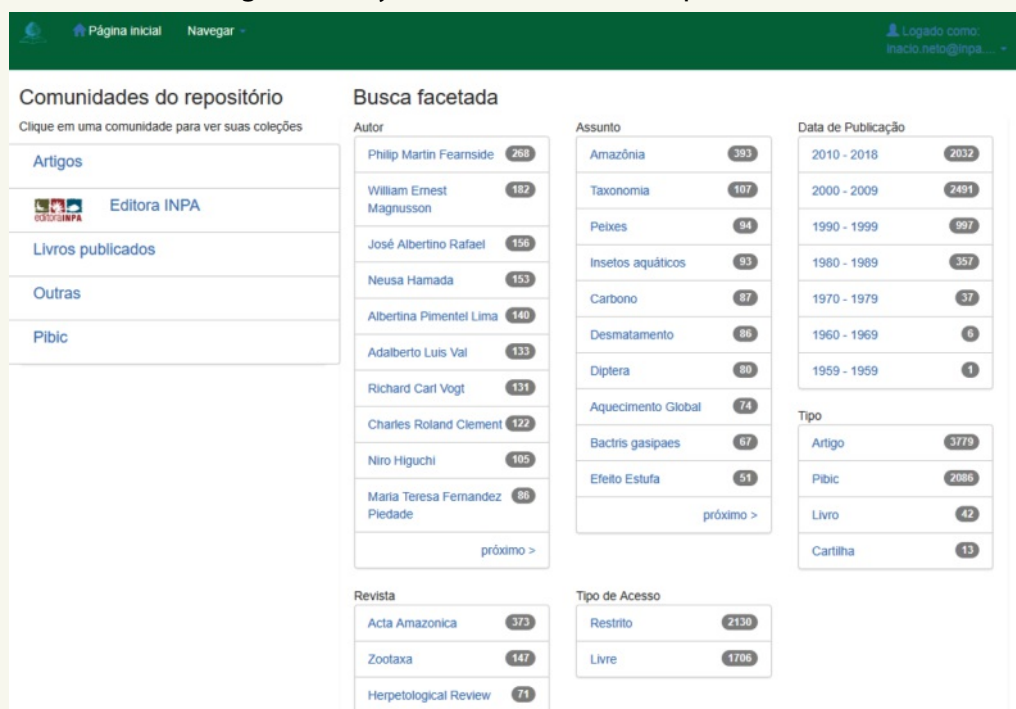 Página inicial
Navegar
Logado como:
inacio.neto@inpa....
Comunidades do repositório
Clique em uma comunidade para ver suas coleções
Artigos
editoraINPA
Editora INPA
Livros publicados
Outras
Pibic
Busca facetada
Autor
Philip Martin Fearnside 268
William Ernest 182
Magnusson
José Albertino Rafael 156
Neusa Hamada 153
Albertina Pimentel Lima 140
Adalberto Luis Val 133
Richard Carl Vogt 131
Charles Roland Clement 122
Niro Higuchi 105
Maria Teresa Fernandez 86
Piedade
próximo >
Assunto
Amazônia 393
Taxonomia 107
Peixes 94
Insetos aquáticos 93
Carbono 87
Desmatamento 86
Diptera 80
Aquecimento Global 74
Bactris gasipaes 67
Efeito Estufa 51
próximo >
Data de Publicação
2010 - 2018 2032
2000 - 2009 2491
1990 - 1999 997
1980 - 1989 357
1970 - 1979 37
1960 - 1969 6
1959 - 1959 1
Tipo
Artigo 3779
Pibic 2086
Livro 42
Cartilha 13
Revista
Acta Amazonica 373
Zootaxa 147
Herpetological Review 71
Tipo de Acesso
Restrito 2130
Livre 1706